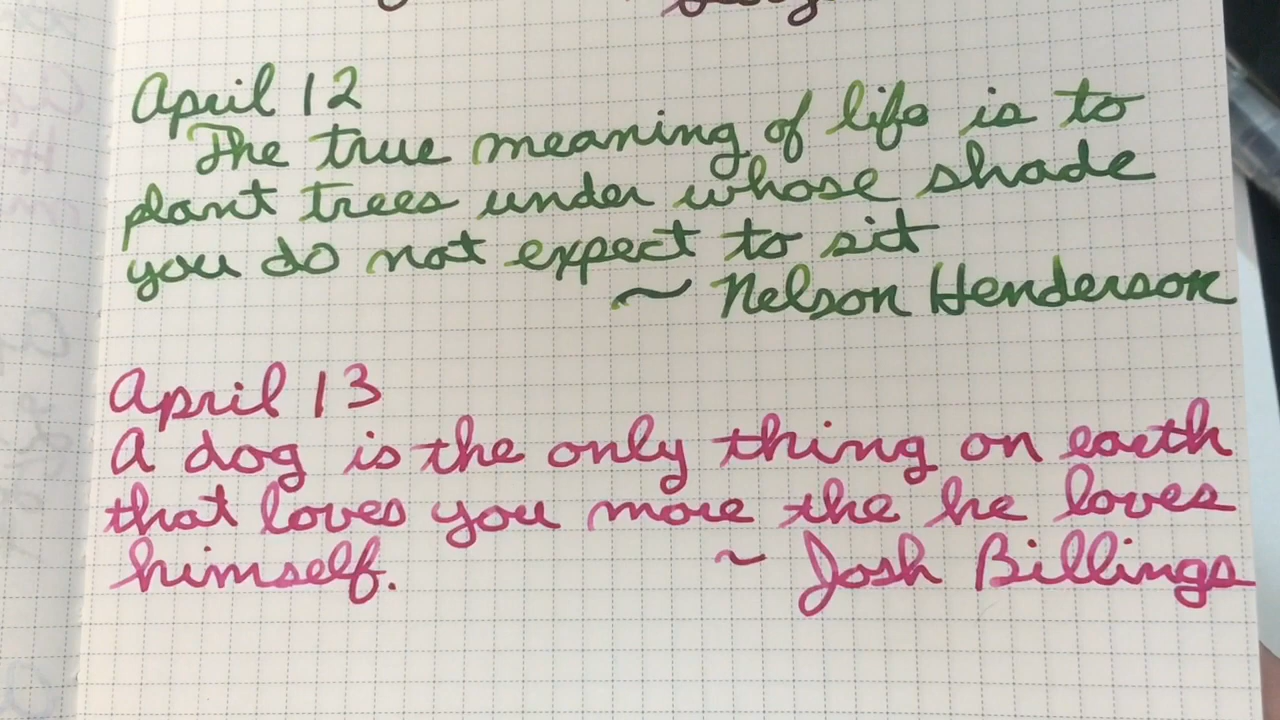 April 12
The true meaning of life is to
plant trees under whose shade
you do not expect to sit
~ Nelson Henderson
April 13
A dog is the only thing on earth
that loves you more the he loves
himself. ~ Josh Billings